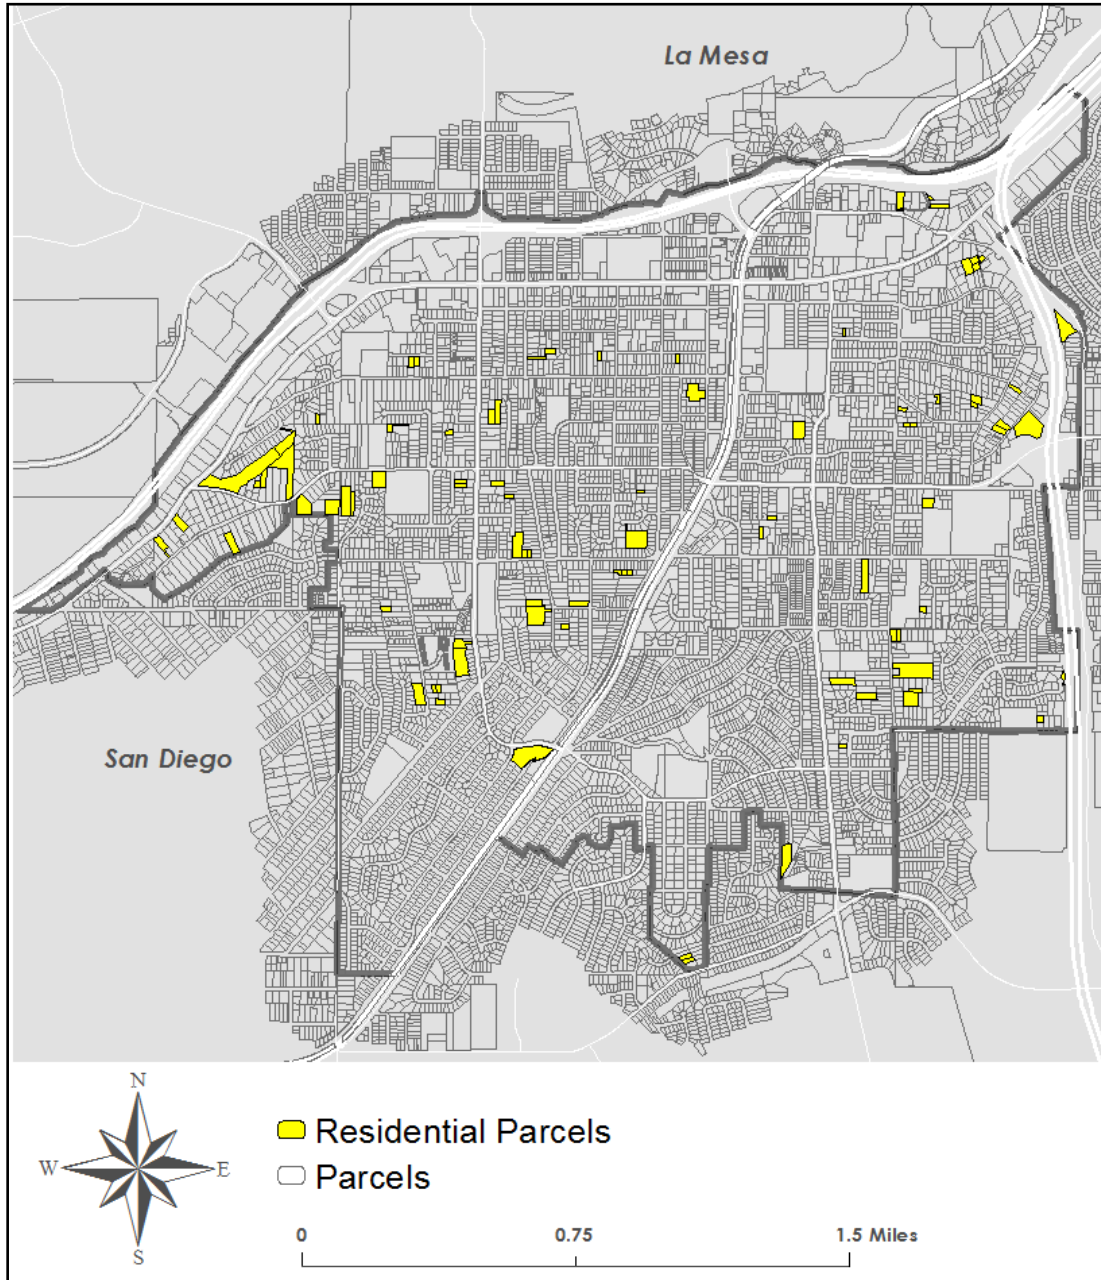 La Mesa
San Diego
N
W E
S
Residential Parcels
Parcels
0 0.75 1.5 Miles